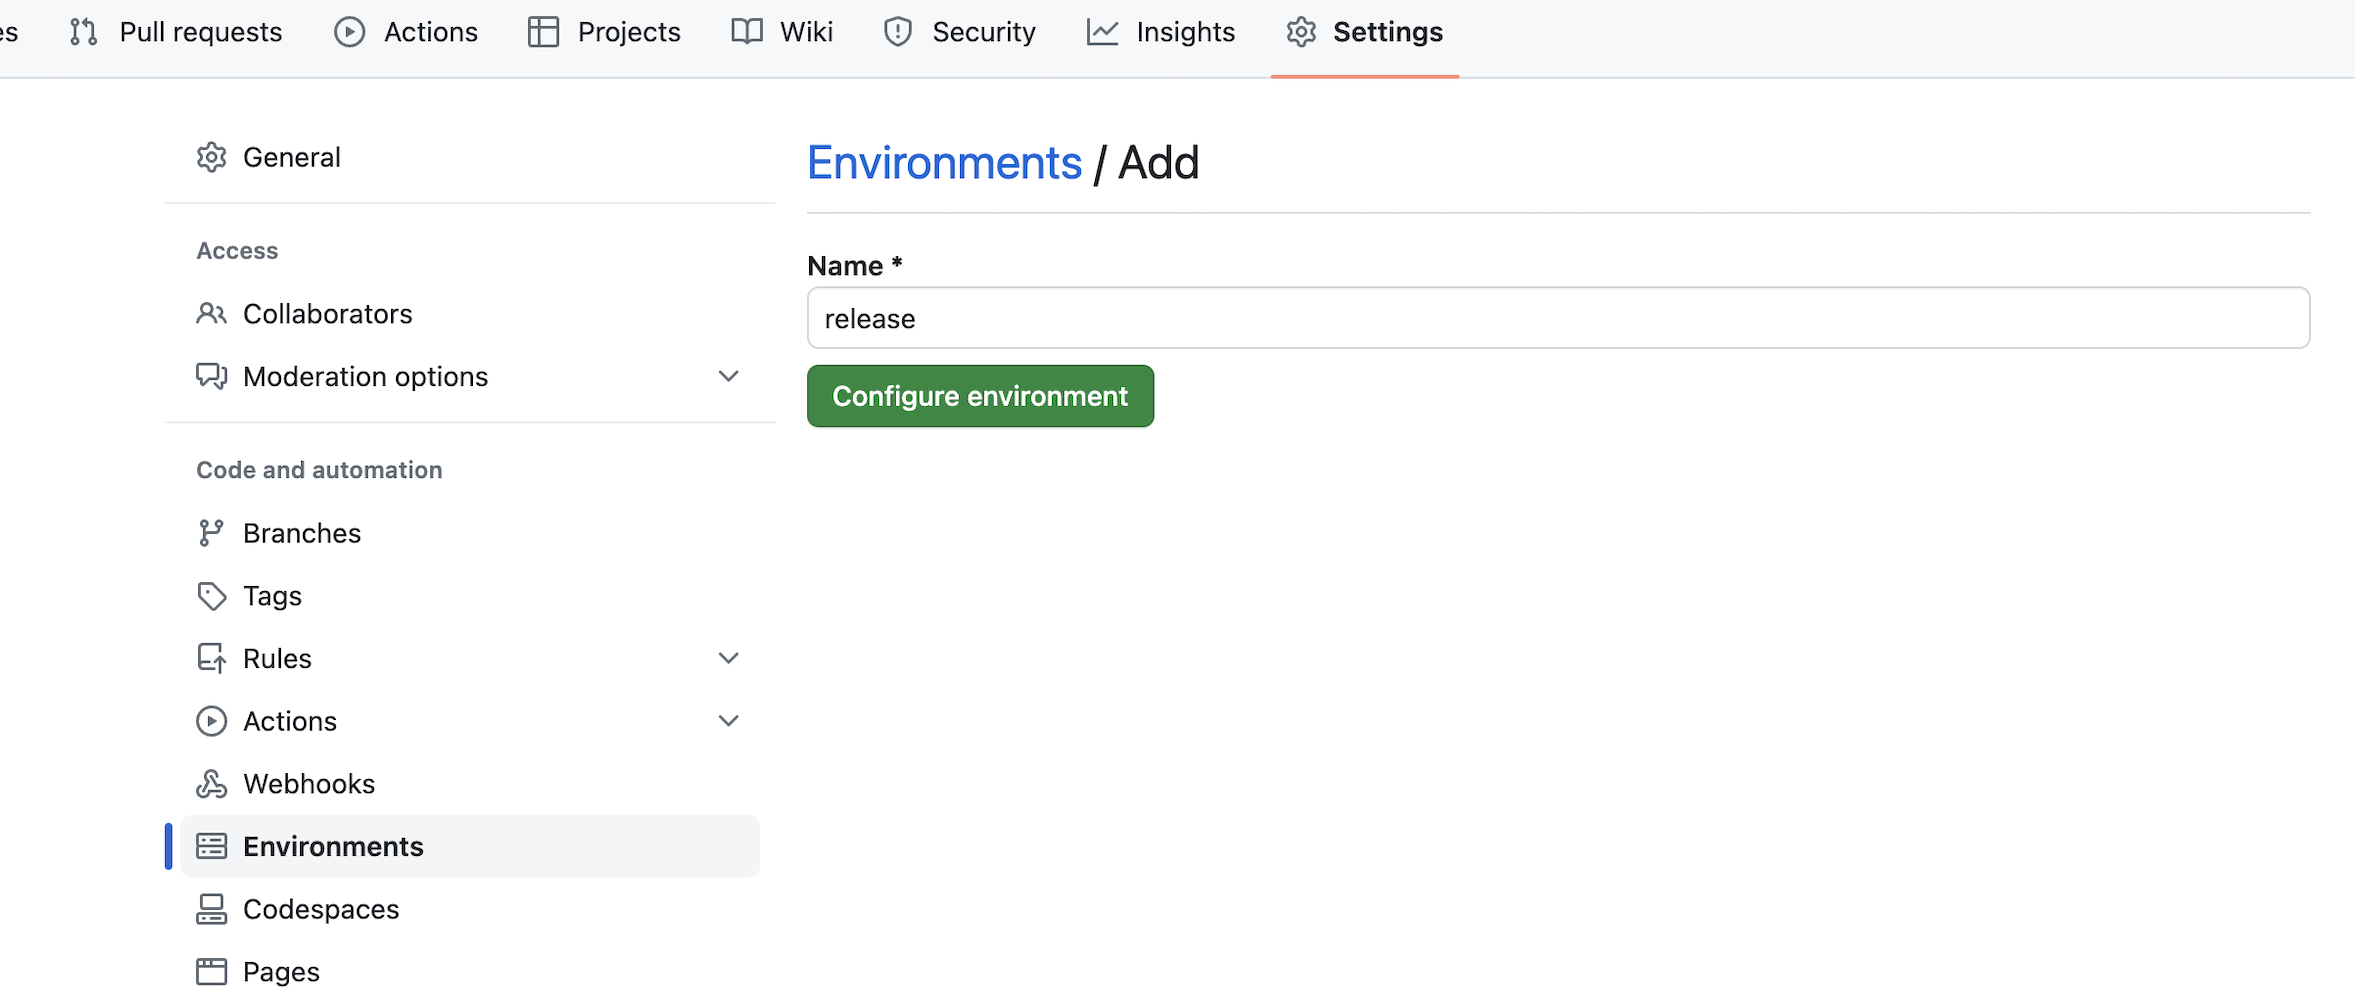 es Pull requests Actions Projects Wiki Security Insights Settings
General
Access
Collaborators
Moderation options
Code and automation
Branches
Tags
Rules
Actions
Webhooks
Environments
Codespaces
Pages
Environments / Add
Name *
release
Configure environment